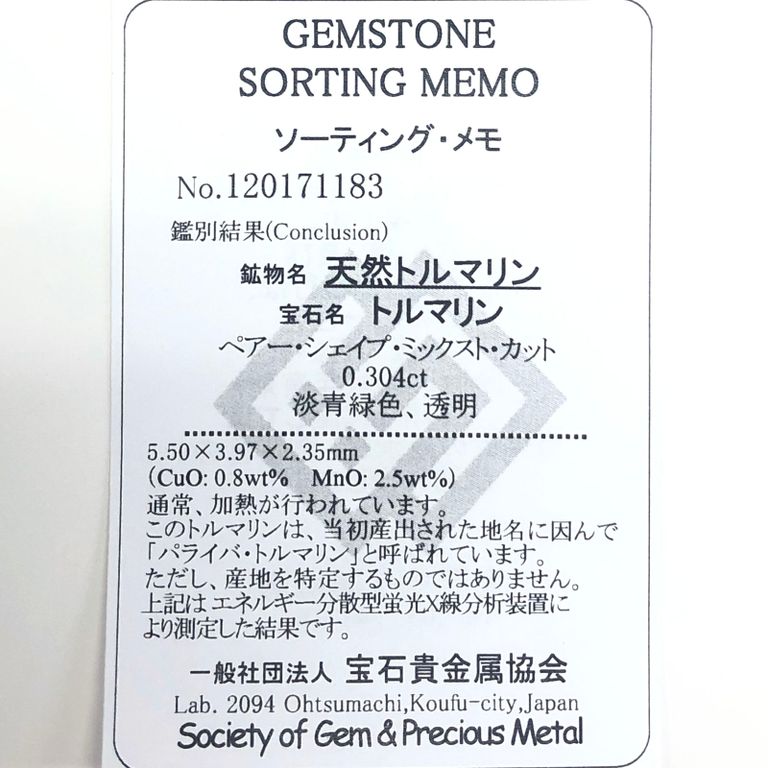 GEMSTONE
SORTING MEMO
ソーティング・メモ
No.120171183
鑑別結果(Conclusion)
鉱物名 天然トルマリン
宝石名 トルマリン
ペアー・シェイプ・ミックスト・カット
0.304ct
淡青緑色、透明
5.50×3.97×2.35mm
(CuO: 0.8wt% MnO: 2.5wt%)
通常、加熱が行われています。
このトルマリンは、当初産出された地名に因んで
「パライバ・トルマリン」と呼ばれています。
ただし、産地を特定するものではありません。
上記は エネルギー分散型蛍光X線分析装置に
より測定した結果です。
一般社団法人 宝石貴金属協会
Lab. 2094 Ohtsumachi,Koufu-city,Japan
Society of Gem & Precious Metal